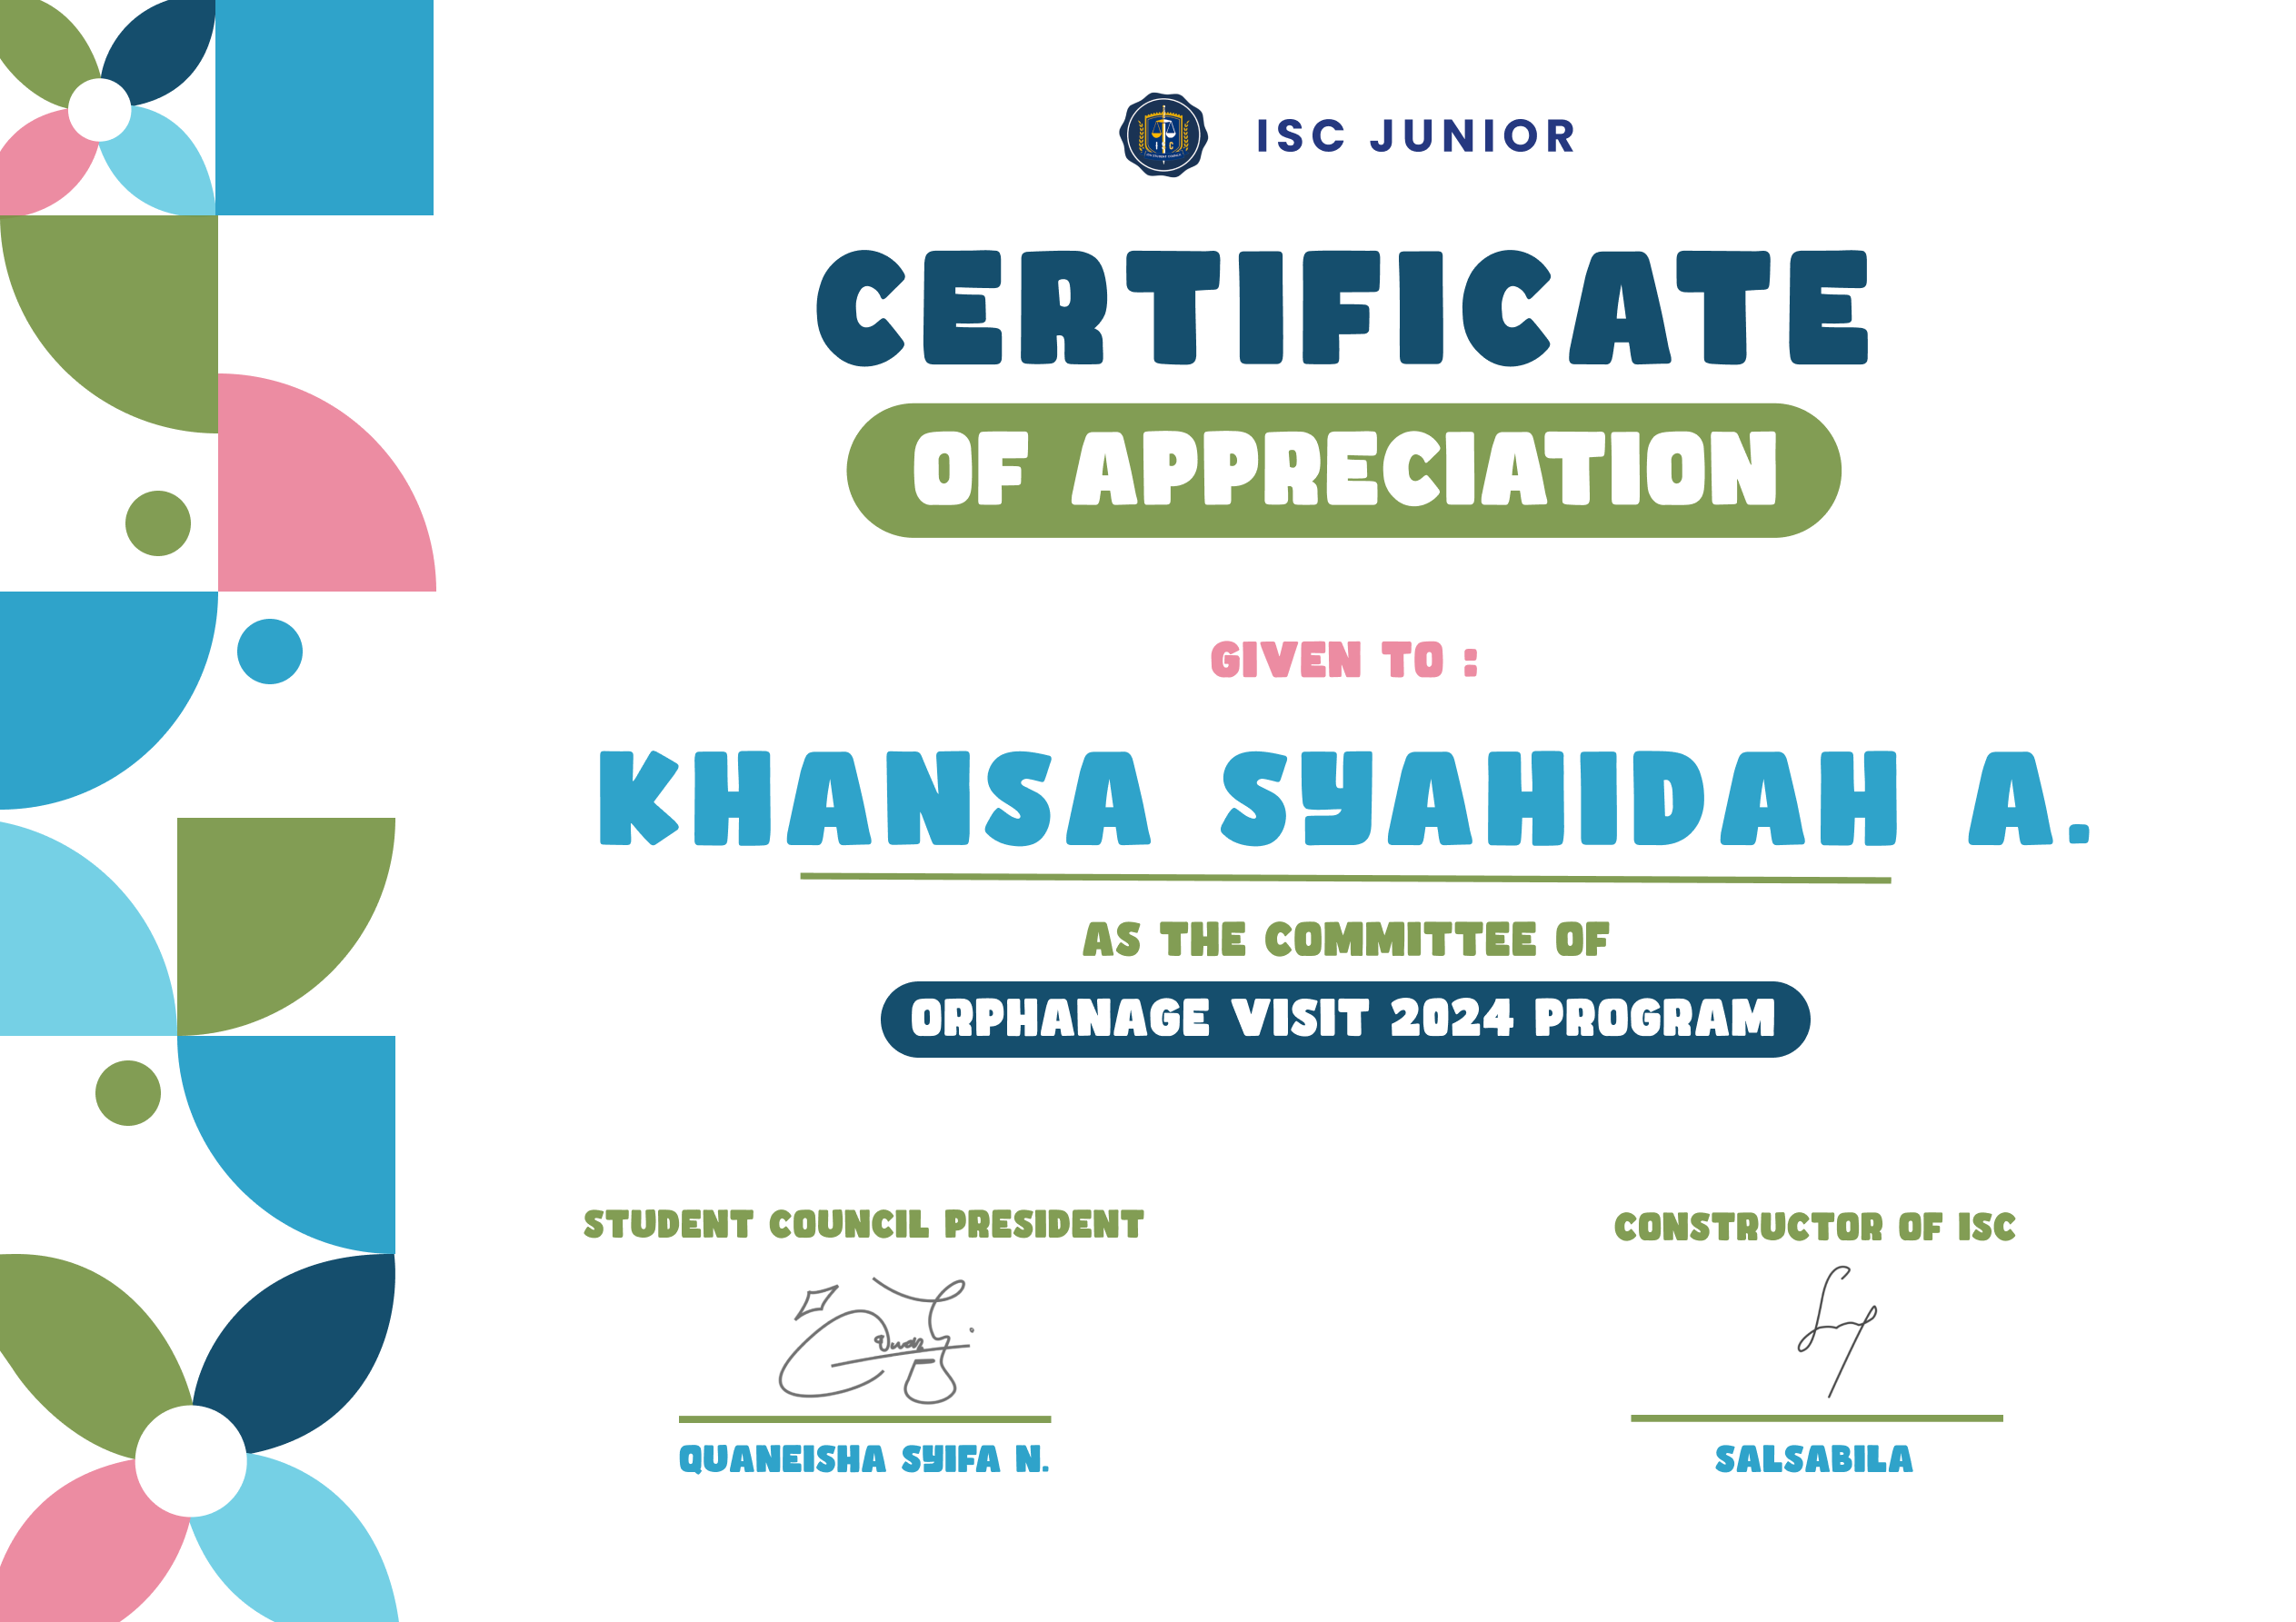 ISC
ISC JUNIOR
CERTIFICATE
OF APPRECIATION
GIVEN TO :
KHANSA SYAHIDAH A.
AS THE COMMITTEE OF
ORPHANAGE VISIT 2024 PROGRAM
STUDENT COUNCIL PRESIDENT
CONSTRUCTOR OF ISC
QUANEISHA SYIFA N.
SALSABILA